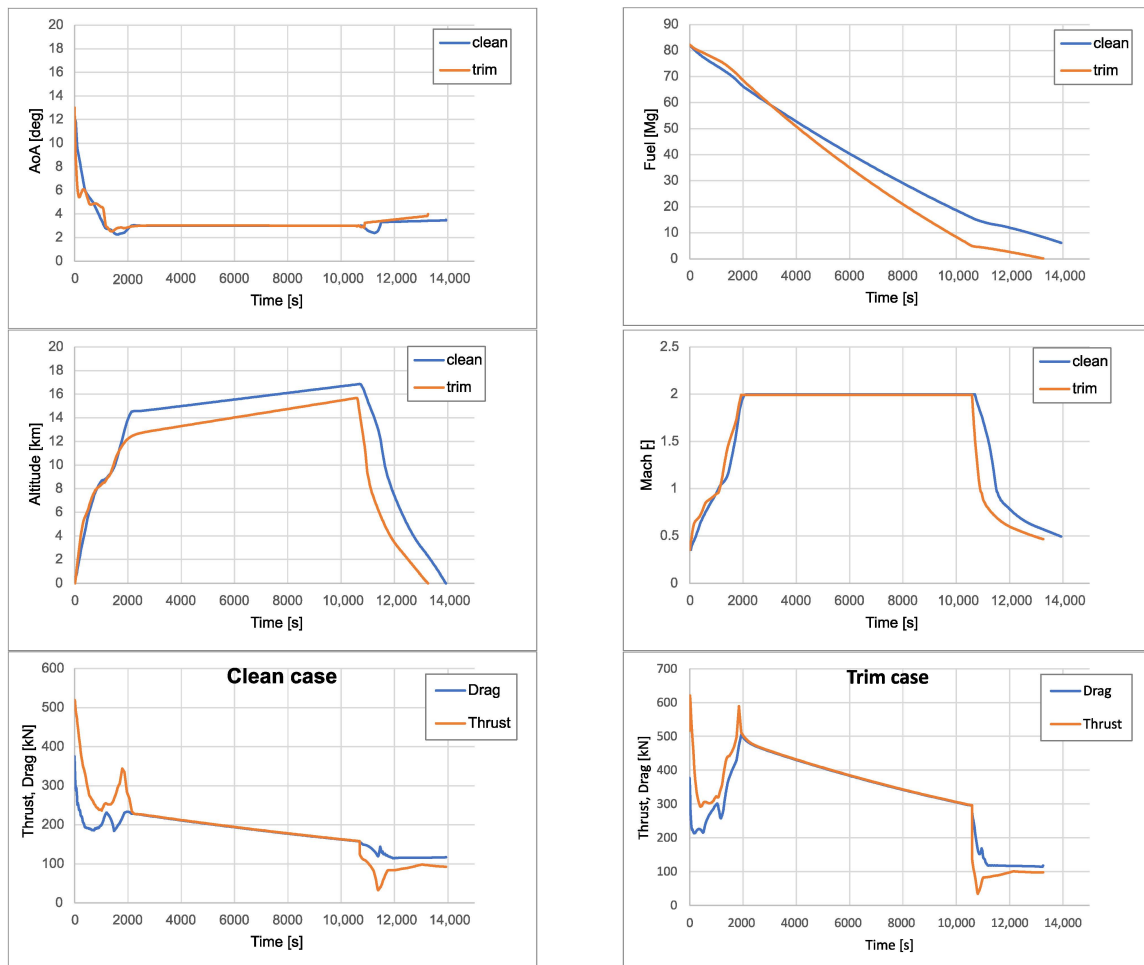 AoA [deg]
20
18
16
14
12
10
8
6
4
2
0
0 2000 4000 6000 8000 10,000 12,000 14,000
Time [s]
clean
trim
Fuel [Mg]
90
80
70
60
50
40
30
20
10
0
0 2000 4000 6000 8000 10,000 12,000 14,000
Time [s]
clean
trim
Altitude [km]
20
18
16
14
12
10
8
6
4
2
0
0 2000 4000 6000 8000 10,000 12,000 14,000
Time [s]
clean
trim
Mach [-]
2.5
2
1.5
1
0.5
0
0 2000 4000 6000 8000 10,000 12,000 14,000
Time [s]
clean
trim
Clean case
Thrust, Drag [kN]
600
500
400
300
200
100
0
0 2000 4000 6000 8000 10,000 12,000 14,000
Time [s]
Drag
Thrust
Trim case
Thrust, Drag [kN]
700
600
500
400
300
200
100
0
0 2000 4000 6000 8000 10,000 12,000 14,000
Time [s]
Drag
Thrust